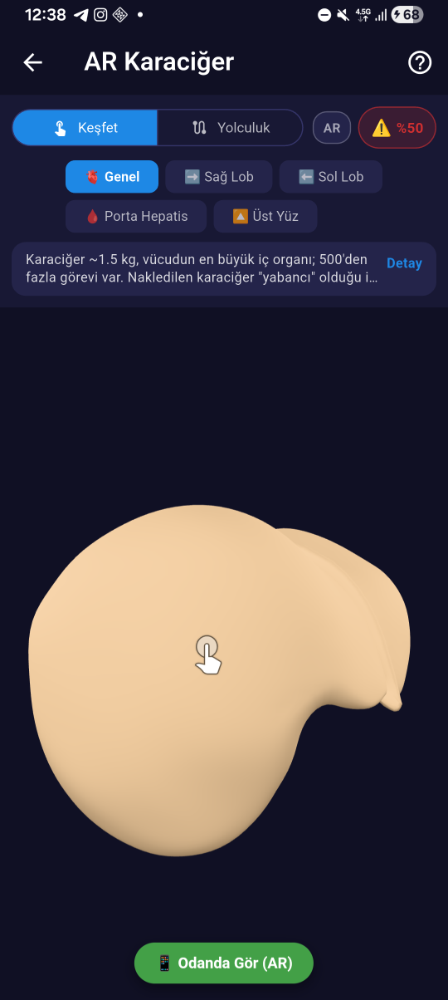 12:38
4.5G
68
AR Karaciğer
Keşfet
Yolculuk
AR
%50
Genel
Sağ Lob
Sol Lob
Porta Hepatis
Üst Yüz
Karaciğer ~1.5 kg, vücudun en büyük iç organı; 500'den
fazla görevi var. Nakledilen karaciğer "yabancı" olduğu i…
Detay
Odanda Gör (AR)